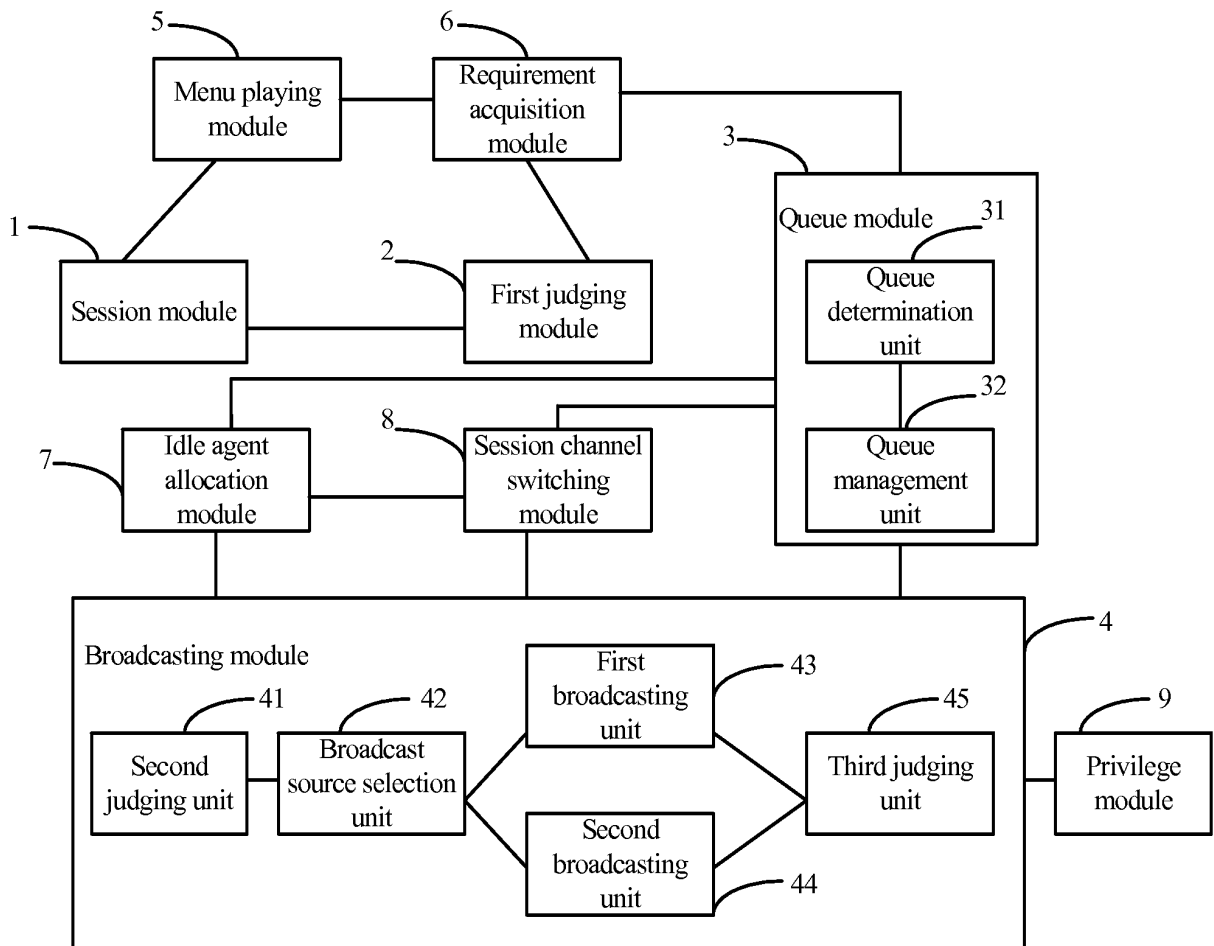 5
6
Menu playing
module
Requirement
acquisition
module
3
1
2
Queue module
31
Session module
First judging
module
Queue
determination
unit
32
7
Idle agent
allocation
module
8
Session channel
switching
module
Queue
management
unit
4
Broadcasting module
First
broadcasting
unit
43
41
42
45
9
Second
judging unit
Broadcast
source selection
unit
Third judging
unit
Privilege
module
Second
broadcasting
unit
44